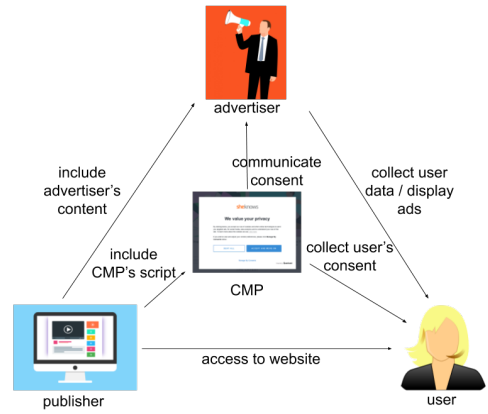 advertiser
include
advertiser's
content
communicate
consent
collect user
data / display
ads
We value your privacy
include
CMP's script
collect user's
consent
CMP
access to website
publisher
user